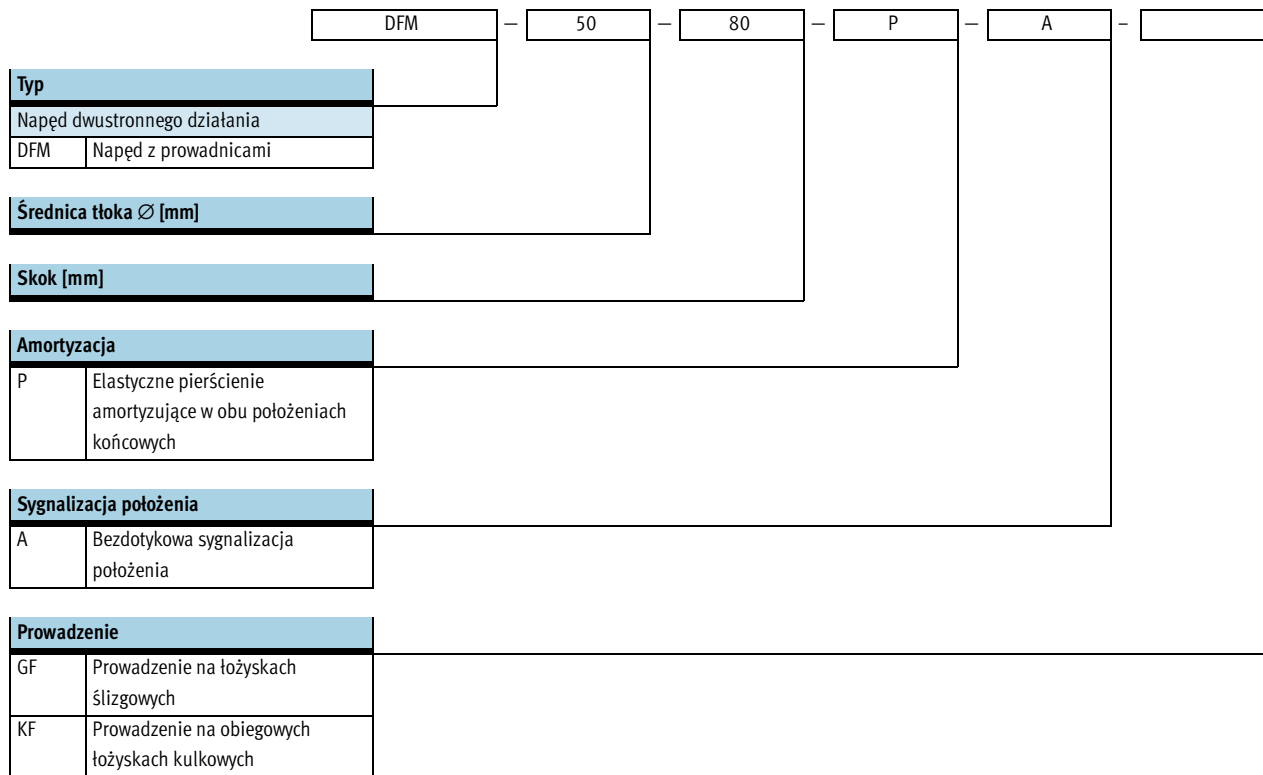 DFM – 50 – 80 – P – A –
Typ
Napęd dwustronnego działania
DFM Napęd z prowadnicami
Średnica tłoka ∅ [mm]
Skok [mm]
Amortyzacja
P Elastyczne pierścienie
amortyzujące w obu położeniach
końcowych
Sygnalizacja położenia
A Bezdotykowa sygnalizacja
położenia
Prowadzenie
GF Prowadzenie na łożyskach
ślizgowych
KF Prowadzenie na obiegowych
łożyskach kulkowych